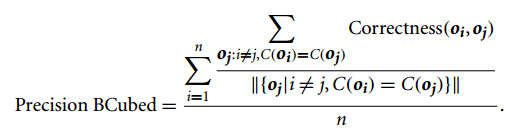 Precision BCubed = \frac{\sum_{i=1}^{n} \frac{\sum_{o_j : i \neq j, C(o_i) = C(o_j)} \text{Correctness}(o_i, o_j)}{\| \{ o_j | i \neq j, C(o_i) = C(o_j) \} \|}}{n}.